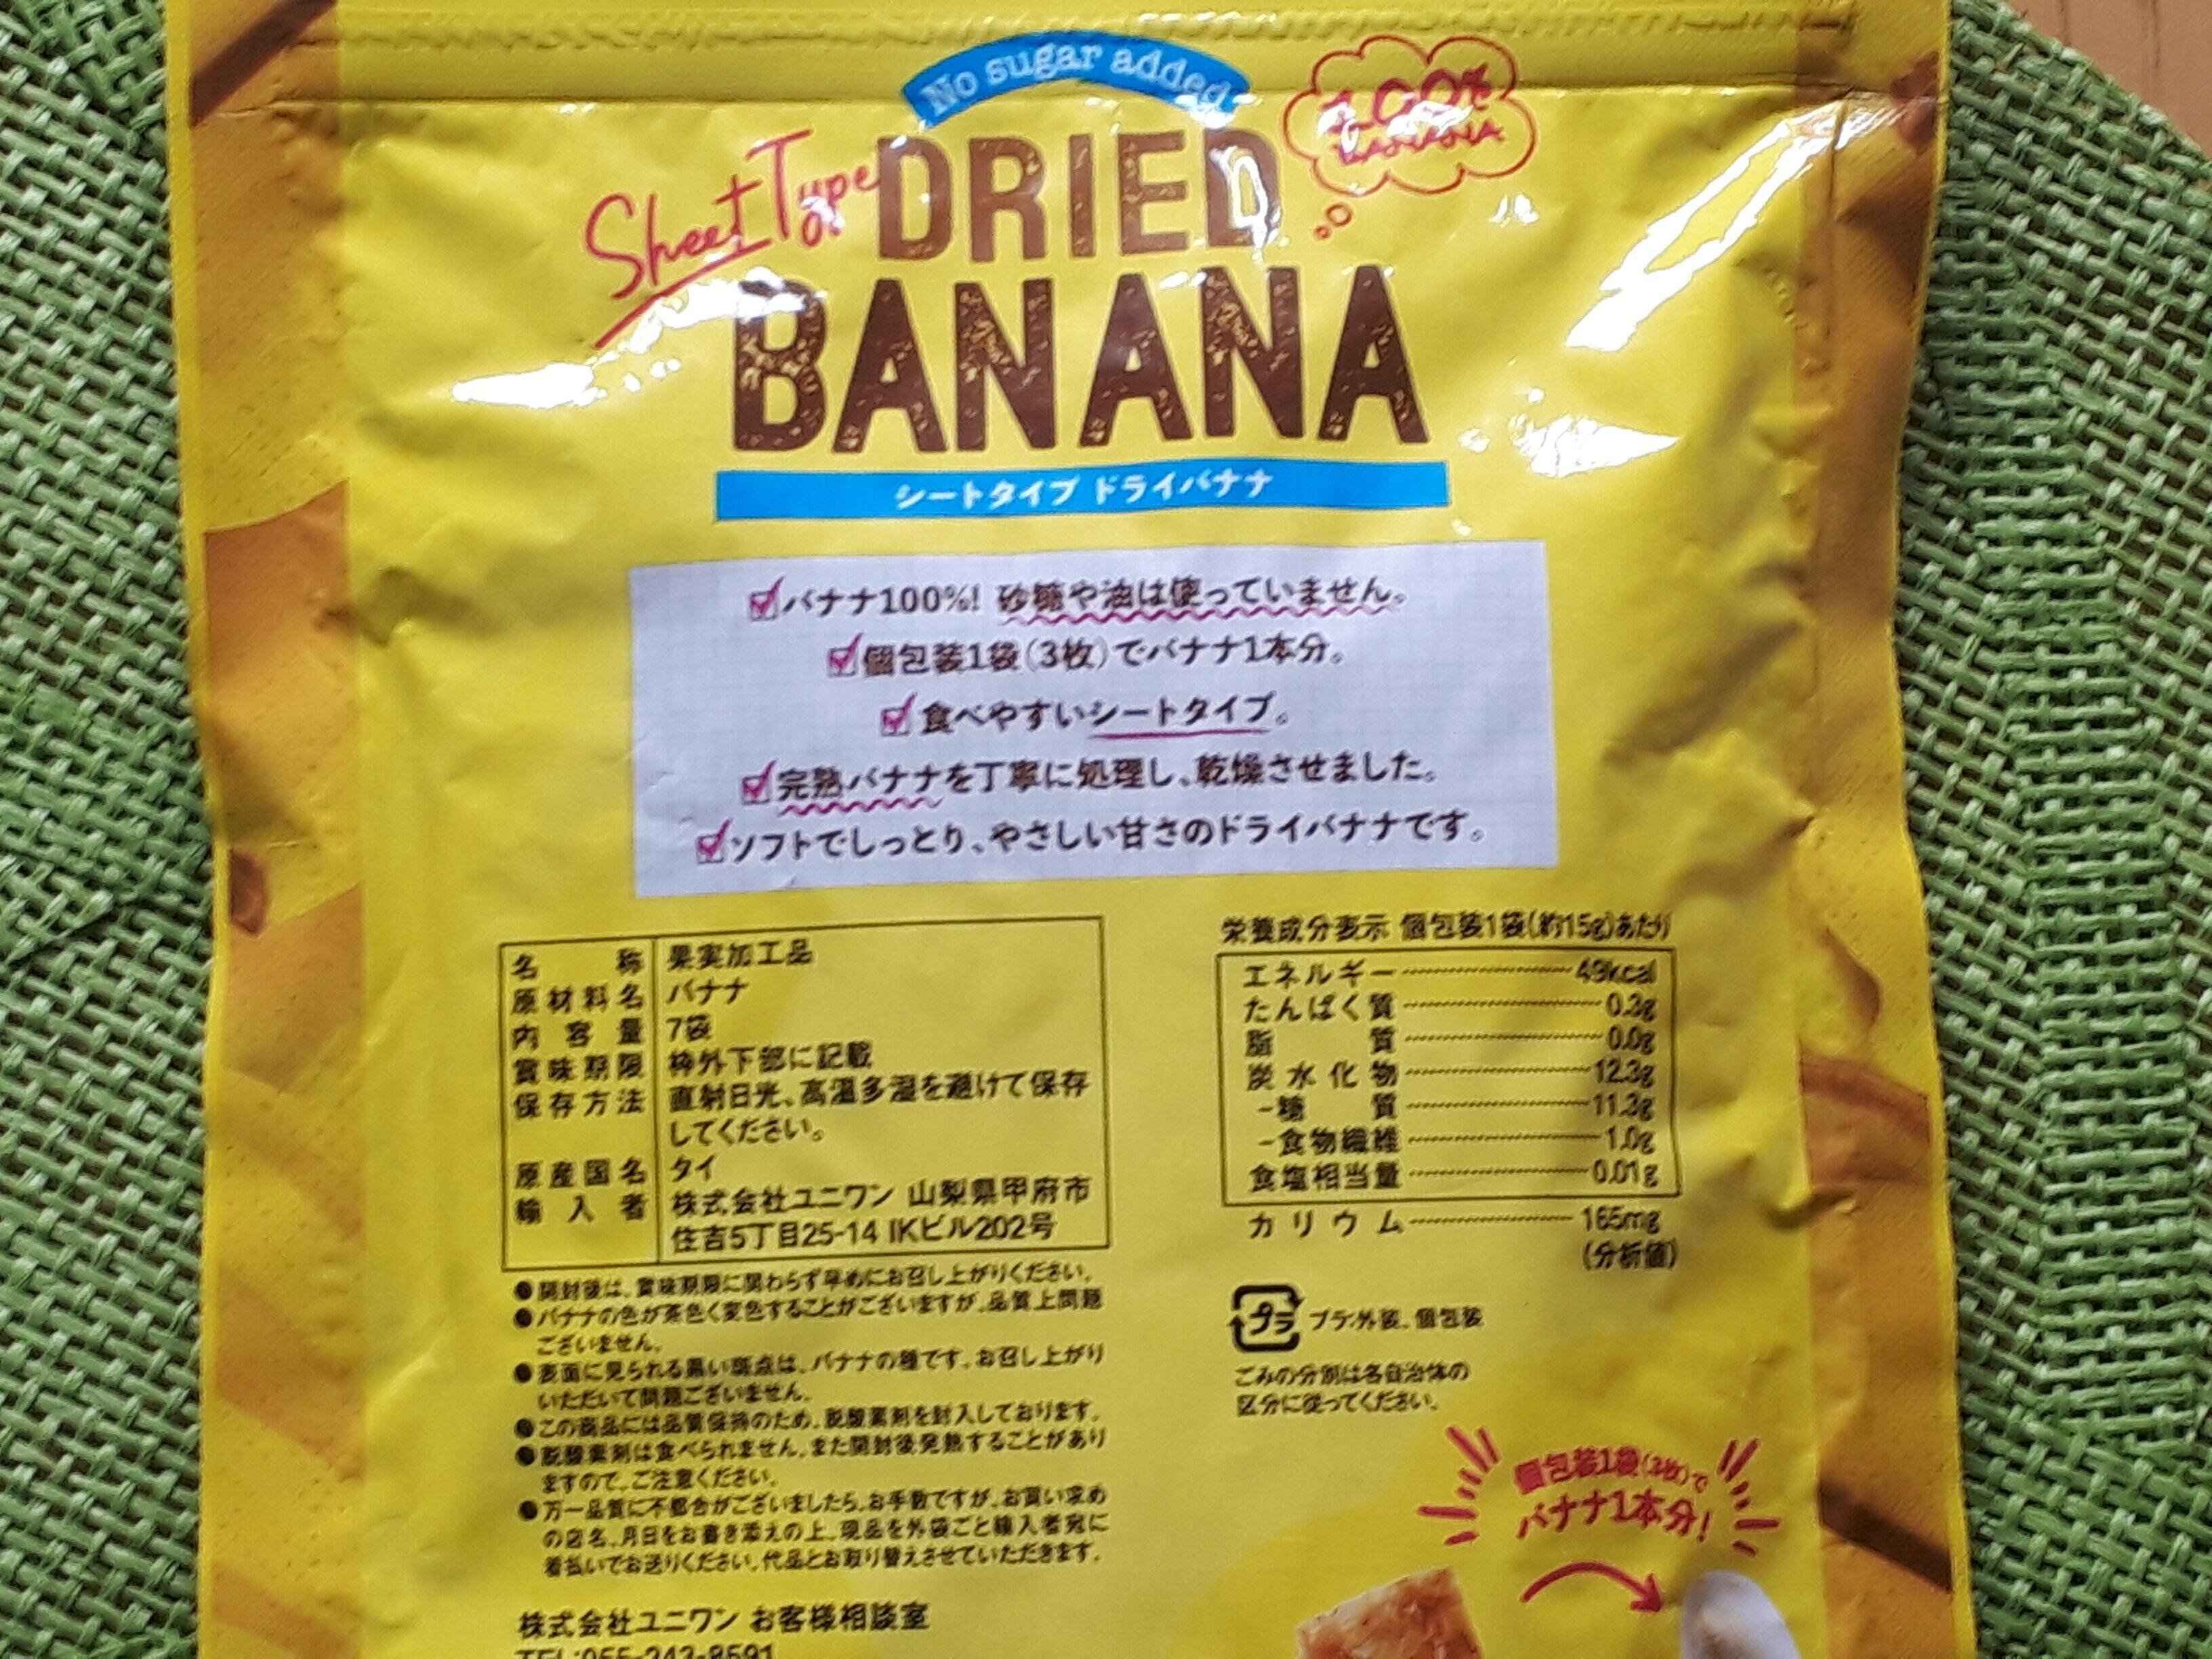 No sugar added
100%
BANANA
Sheet Type
DRIED
BANANA
シートタイプ ドライバナナ
バナナ100%! 砂糖や油は使っていません。
個包装1袋(3枚)でバナナ1本分。
食べやすいシートタイプ。
完熟バナナを丁寧に処理し、乾燥させました。
ソフトでしっとり、やさしい甘さのドライバナナです。
名称 果実加工品
原材料名 バナナ
内容量 7袋
賞味期限 枠外下部に記載
保存方法 直射日光、高温多湿を避けて保存
してください。
原産国名 タイ
輸入者 株式会社ユニワン 山梨県甲府市
住吉5丁目25-14 IKビル202号
●開封後は、賞味期限に関わらず早めにお召し上がりください。
●バナナの色が茶色く変色することがございますが、品質上問題
ございません。
●表面に見られる黒い斑点は、バナナの種です。お召し上がり
いただいて問題ございません。
●この商品には品質保持のため、脱酸素剤を封入しております。
●脱酸素剤は食べられません。また開封後発熱することがあり
ますので、ご注意ください。
●万一品質に不都合がございましたら、お手数ですが、お買い求め
の店名、月日をお書き添えの上、現品を外袋ごと輸入者宛に
着払いでお送りください。代品とお取り替えさせていただきます。
株式会社ユニワン お客様相談室
TEL:055-242-8591
栄養成分表示 個包装1袋(約15g)あたり
エネルギー 49kcal
たんぱく質 0.3g
脂質 0.0g
炭水化物 12.3g
-糖質 11.3g
-食物繊維 1.0g
食塩相当量 0.01g
カリウム 165mg
(分析値)
プラ プラ:外装、個包装
ごみの分別は各自治体の
区分に従ってください。
個包装1袋(3枚)で
バナナ1本分!